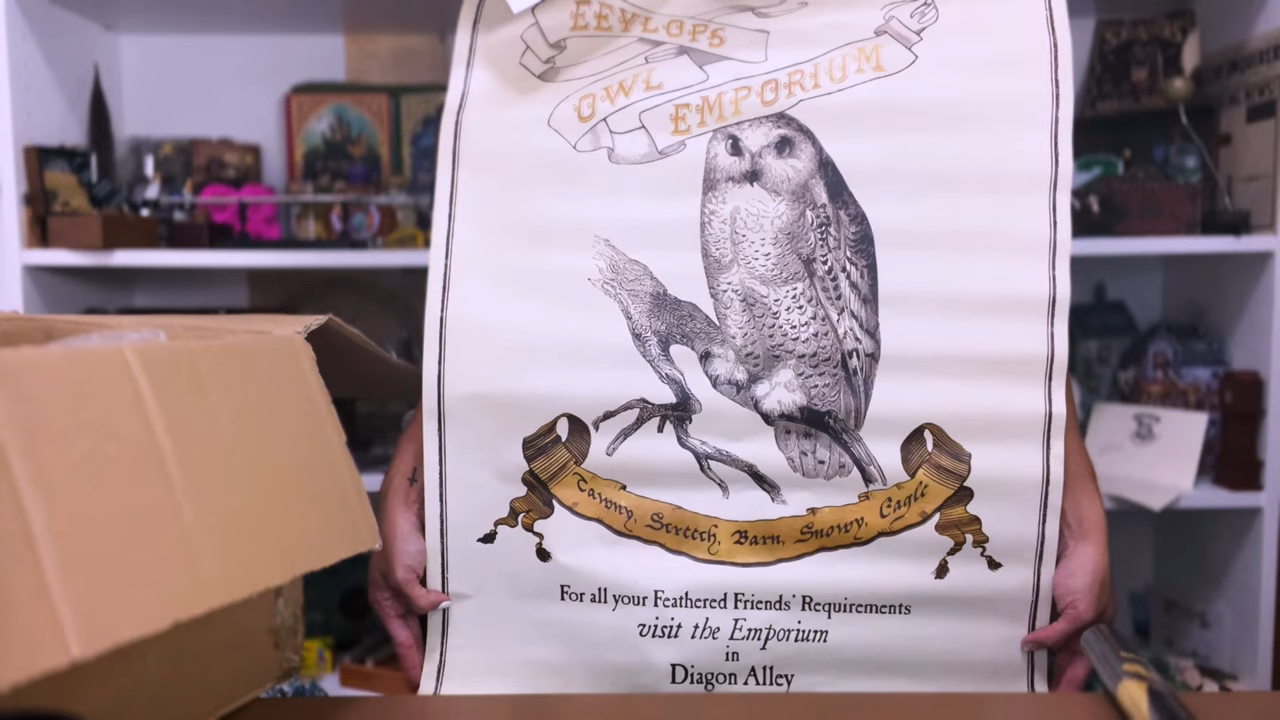 EEYLOPS
OWL
EMPORIUM
Tawny, Screech, Barn, Snowy, Eagle
For all your Feathered Friends' Requirements
visit the Emporium
in
Diagon Alley